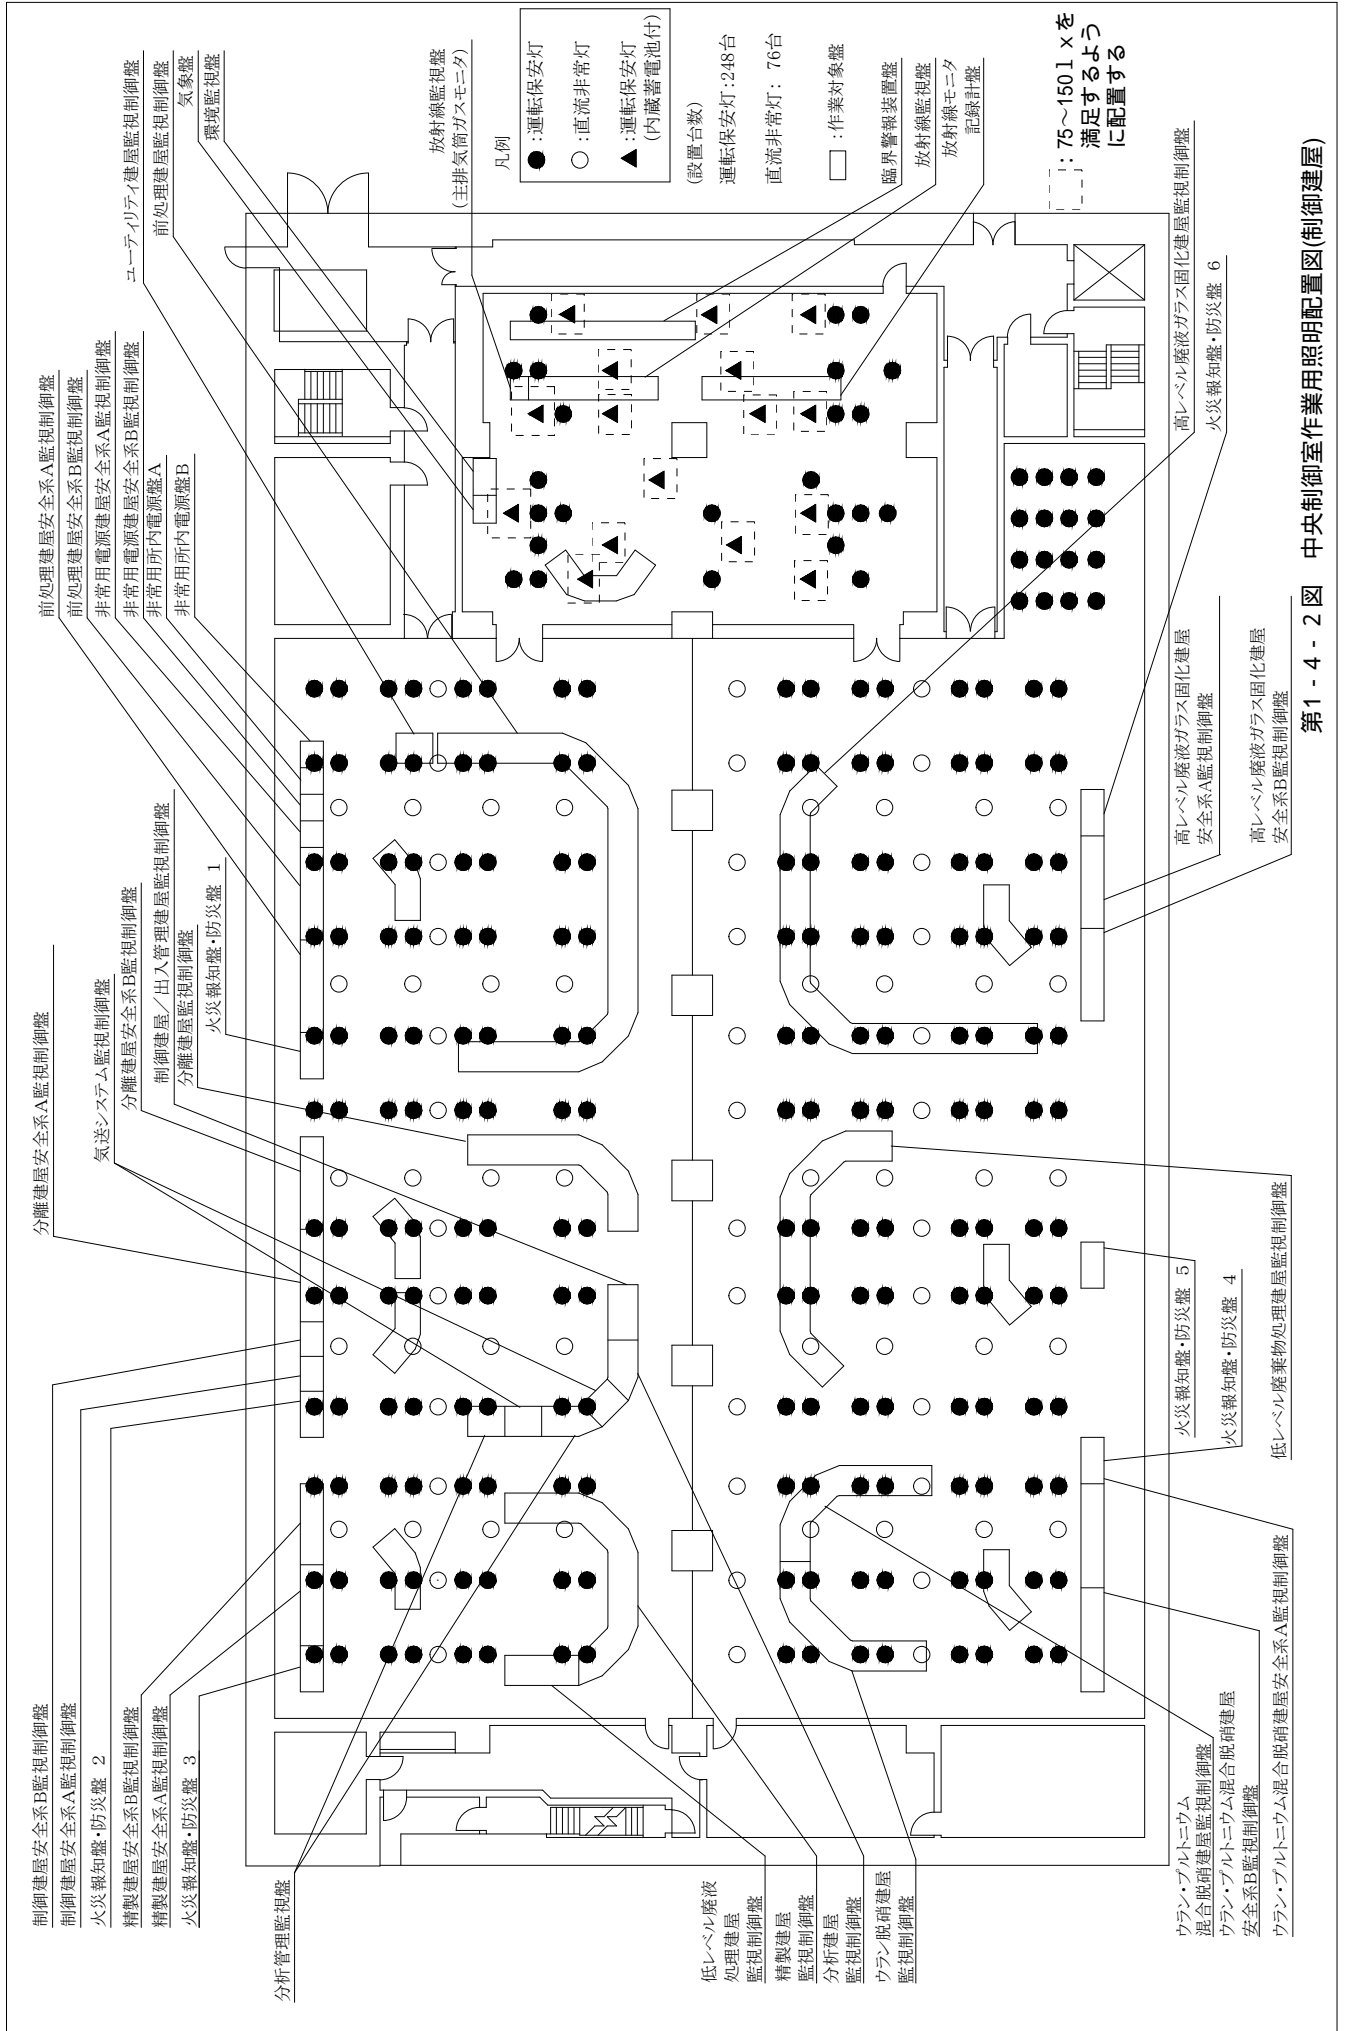 制御建屋安全系B監視制御盤
制御建屋安全系A監視制御盤
火災報知盤・防災盤 2
精製建屋安全系B監視制御盤
精製建屋安全系A監視制御盤
火災報知盤・防災盤 3
分離建屋安全系A監視制御盤
気送システム監視制御盤
分離建屋安全系B監視制御盤
制御建屋/出入管理建屋監視制御盤
分離建屋監視制御盤
火災報知盤・防災盤 1
前処理建屋安全系A監視制御盤
前処理建屋安全系B監視制御盤
非常用電源建屋安全系A監視制御盤
非常用電源建屋安全系B監視制御盤
非常用所内電源盤A
非常用所内電源盤B
ユーティリティ建屋監視制御盤
前処理建屋監視制御盤
気象盤
環境監視盤
放射線監視盤
(主排気筒ガスモニタ)
凡例
●:運転保安灯
○:直流非常灯
▲:運転保安灯
(内蔵蓄電池付)
(設置台数)
運転保安灯:248台
直流非常灯: 76台
:作業対象盤
臨界警報装置盤
放射線監視盤
放射線モニタ
記録計盤
:75~150lxを
満足するよう
に配置する
高レベル廃液ガラス固化建屋監視制御盤
火災報知盤・防災盤 6
分析管理監視盤
低レベル廃液
処理建屋
監視制御盤
精製建屋
監視制御盤
分析建屋
監視制御盤
ウラン脱硝建屋
監視制御盤
ウラン・プルトニウム
混合脱硝建屋監視制御盤
ウラン・プルトニウム混合脱硝建屋
安全系B監視制御盤
ウラン・プルトニウム混合脱硝建屋安全系A監視制御盤
火災報知盤・防災盤 5
火災報知盤・防災盤 4
低レベル廃棄物処理建屋監視制御盤
高レベル廃液ガラス固化建屋
安全系A監視制御盤
高レベル廃液ガラス固化建屋
安全系B監視制御盤
第1-4-2図 中央制御室作業用照明配置図(制御建屋)